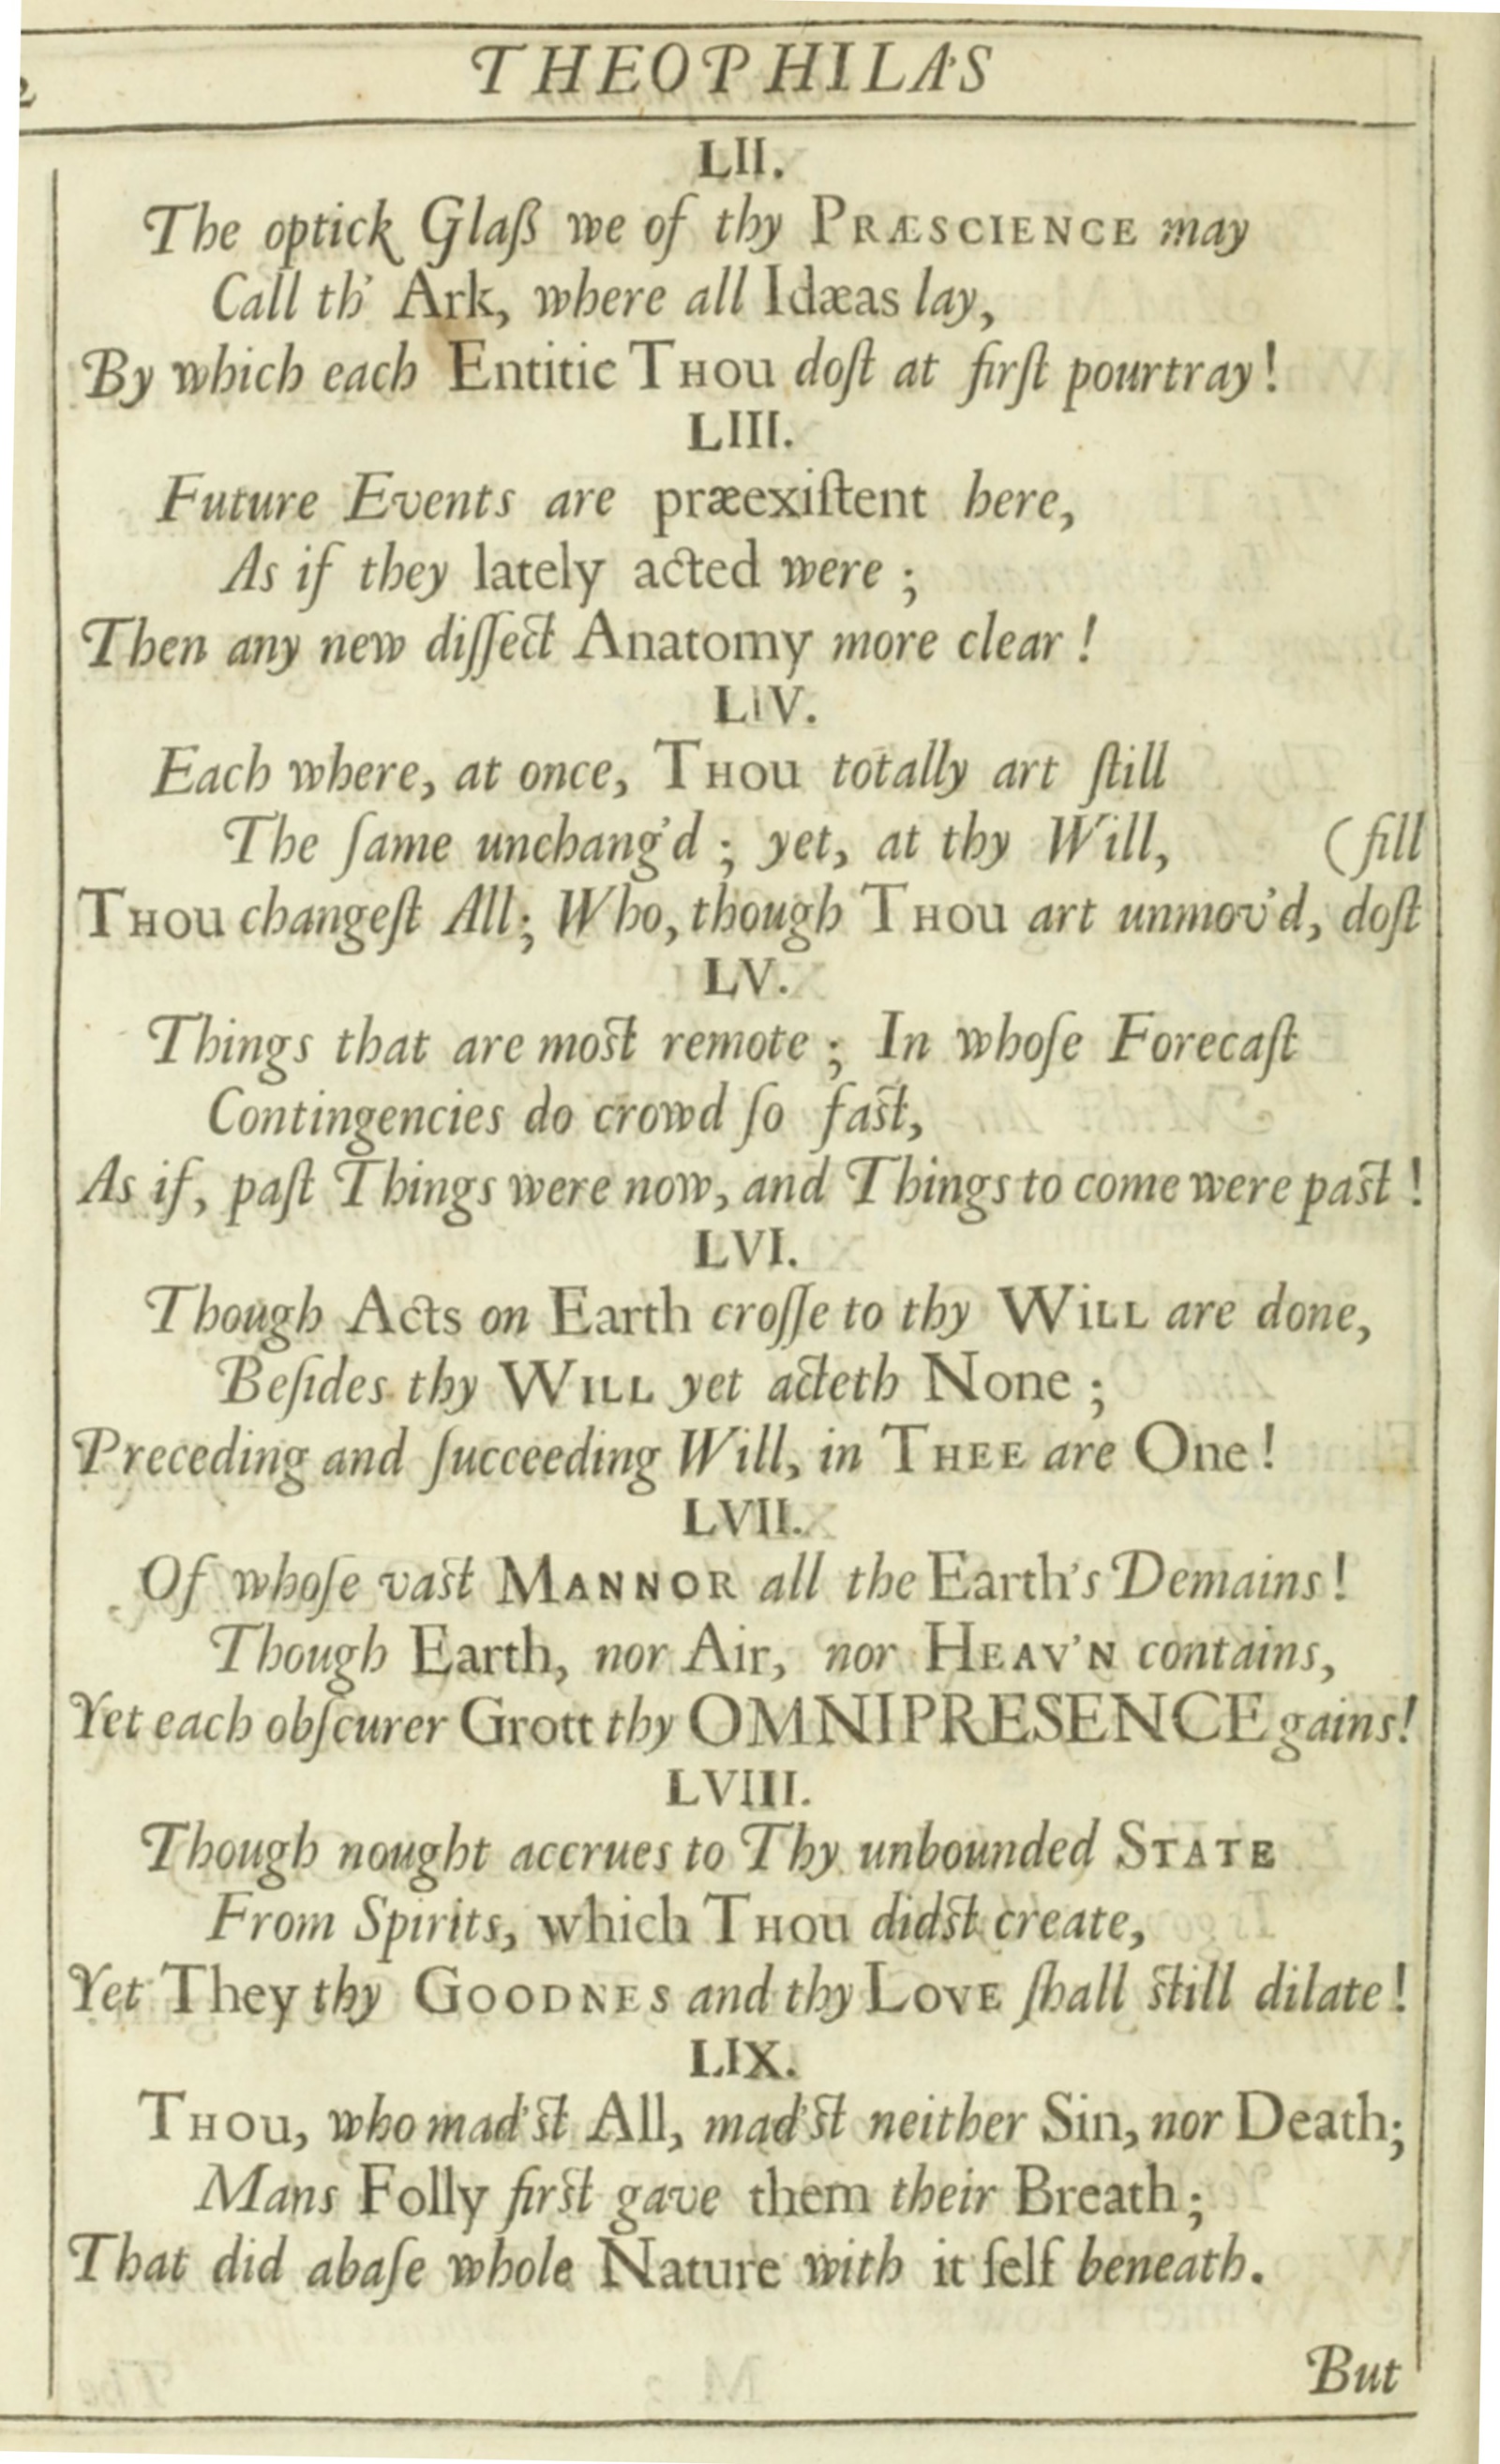 THEOPHILA'S
LII.
The optick Glaß we of thy PRÆSCIENCE may
Call th' Ark, where all Idæas lay,
By which each Entitie THOU doſt at firſt pourtray!
LIII.
Future Events are præexiſtent here,
As if they lately acted were ;
Then any new diſſect Anatomy more clear !
LIV.
Each where, at once, THOU totally art ſtill
The ſame unchang'd ; yet, at thy Will, (fill
THOU changeſt All; Who, though THOU art unmov'd, doſt
LV.
Things that are moſt remote ; In whoſe Forecaſt
Contingencies do crowd ſo faſt,
As if, paſt Things were now, and Things to come were paſt !
LVI.
Though Acts on Earth croſſe to thy WILL are done,
Beſides thy WILL yet acteth None ;
Preceding and ſucceeding Will, in THEE are One!
LVII.
Of whoſe vaſt MANNOR all the Earth's Demains!
Though Earth, nor Air, nor HEAV'N contains,
Yet each obſcurer Grott thy OMNIPRESENCE gains!
LVIII.
Though nought accrues to Thy unbounded STATE
From Spirits, which THOU didſt create,
Yet They thy GOODNES and thy LOVE ſhall ſtill dilate!
LIX.
THOU, who mad'ſt All, mad'ſt neither Sin, nor Death;
Mans Folly firſt gave them their Breath;
That did abaſe whole Nature with it ſelf beneath.
But